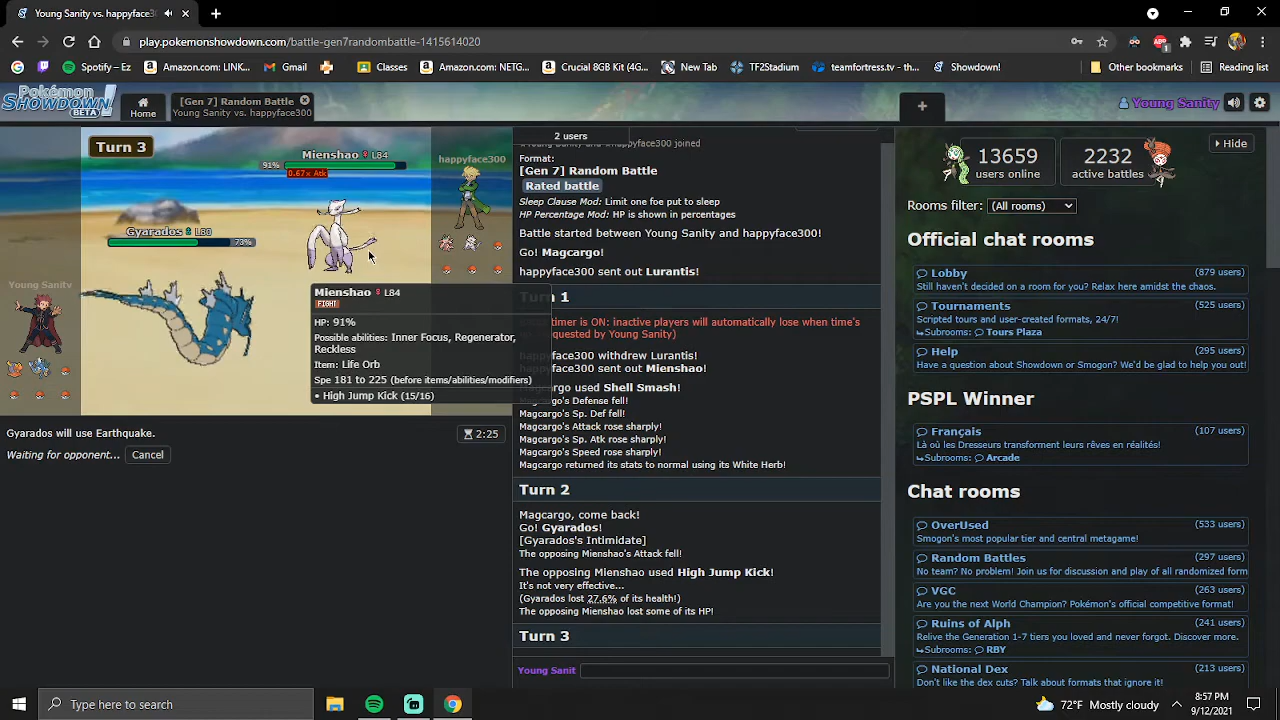 Young Sanity vs. happyface30
play.pokemonshowdown.com/battle-gen7randombattle-1415614020
Spotify – Ez
Amazon.com: LINK...
Gmail
Classes
Amazon.com: NETG...
Crucial 8GB Kit (4G...
New Tab
TF2Stadium
teamfortress.tv - th...
Showdown!
Other bookmarks
Reading list
Pokémon
SHOWDOWN!
BETA
Home
[Gen 7] Random Battle
Young Sanity vs. happyface300
Young Sanity
Turn 3
Mienshao ♀ L84
91%
0.67x Atk
happyface300
Gyarados ♂ L80
73%
Young Sanity
Mienshao ♀ L84
FIGHT
HP: 91%
Possible abilities: Inner Focus, Regenerator,
Reckless
Item: Life Orb
Spe 181 to 225 (before items/abilities/modifiers)
• High Jump Kick (15/16)
Gyarados will use Earthquake.
2:25
Waiting for opponent...
Cancel
2 users
happyface300 joined
Format:
[Gen 7] Random Battle
Rated battle
Sleep Clause Mod: Limit one foe put to sleep
HP Percentage Mod: HP is shown in percentages
Battle started between Young Sanity and happyface300!
Go! Magcargo!
happyface300 sent out Lurantis!
Turn 1
timer is ON: inactive players will automatically lose when time's
requested by Young Sanity)
happyface300 withdrew Lurantis!
happyface300 sent out Mienshao!
Magcargo used Shell Smash!
Magcargo's Defense fell!
Magcargo's Sp. Def fell!
Magcargo's Attack rose sharply!
Magcargo's Sp. Atk rose sharply!
Magcargo's Speed rose sharply!
Magcargo returned its stats to normal using its White Herb!
Turn 2
Magcargo, come back!
Go! Gyarados!
[Gyarados's Intimidate]
The opposing Mienshao's Attack fell!
The opposing Mienshao used High Jump Kick!
It's not very effective...
(Gyarados lost 27.6% of its health!)
The opposing Mienshao lost some of its HP!
Turn 3
Young Sanit
13659
users online
2232
active battles
Hide
Rooms filter: (All rooms)
Official chat rooms
Lobby (879 users)
Still haven't decided on a room for you? Relax here amidst the chaos.
Tournaments (525 users)
Scripted tours and user-created formats, 24/7!
Subrooms: Tours Plaza
Help (295 users)
Have a question about Showdown or Smogon? We'd be glad to help you out!
PSPL Winner
Français (107 users)
Là où les Dresseurs transforment leurs rêves en réalités!
Subrooms: Arcade
Chat rooms
OverUsed (533 users)
Smogon's most popular tier and central metagame!
Random Battles (297 users)
No team? No problem! Join us for discussion and play of all randomized form
VGC (263 users)
Are you the next World Champion? Pokémon's official competitive format!
Ruins of Alph (241 users)
Relive the Generation 1-7 tiers you loved and never forgot. Discover more.
Subrooms: RBY
National Dex (213 users)
Don't like the dex cuts? Talk about formats that ignore it!
Type here to search
72°F Mostly cloudy
8:57 PM
9/12/2021